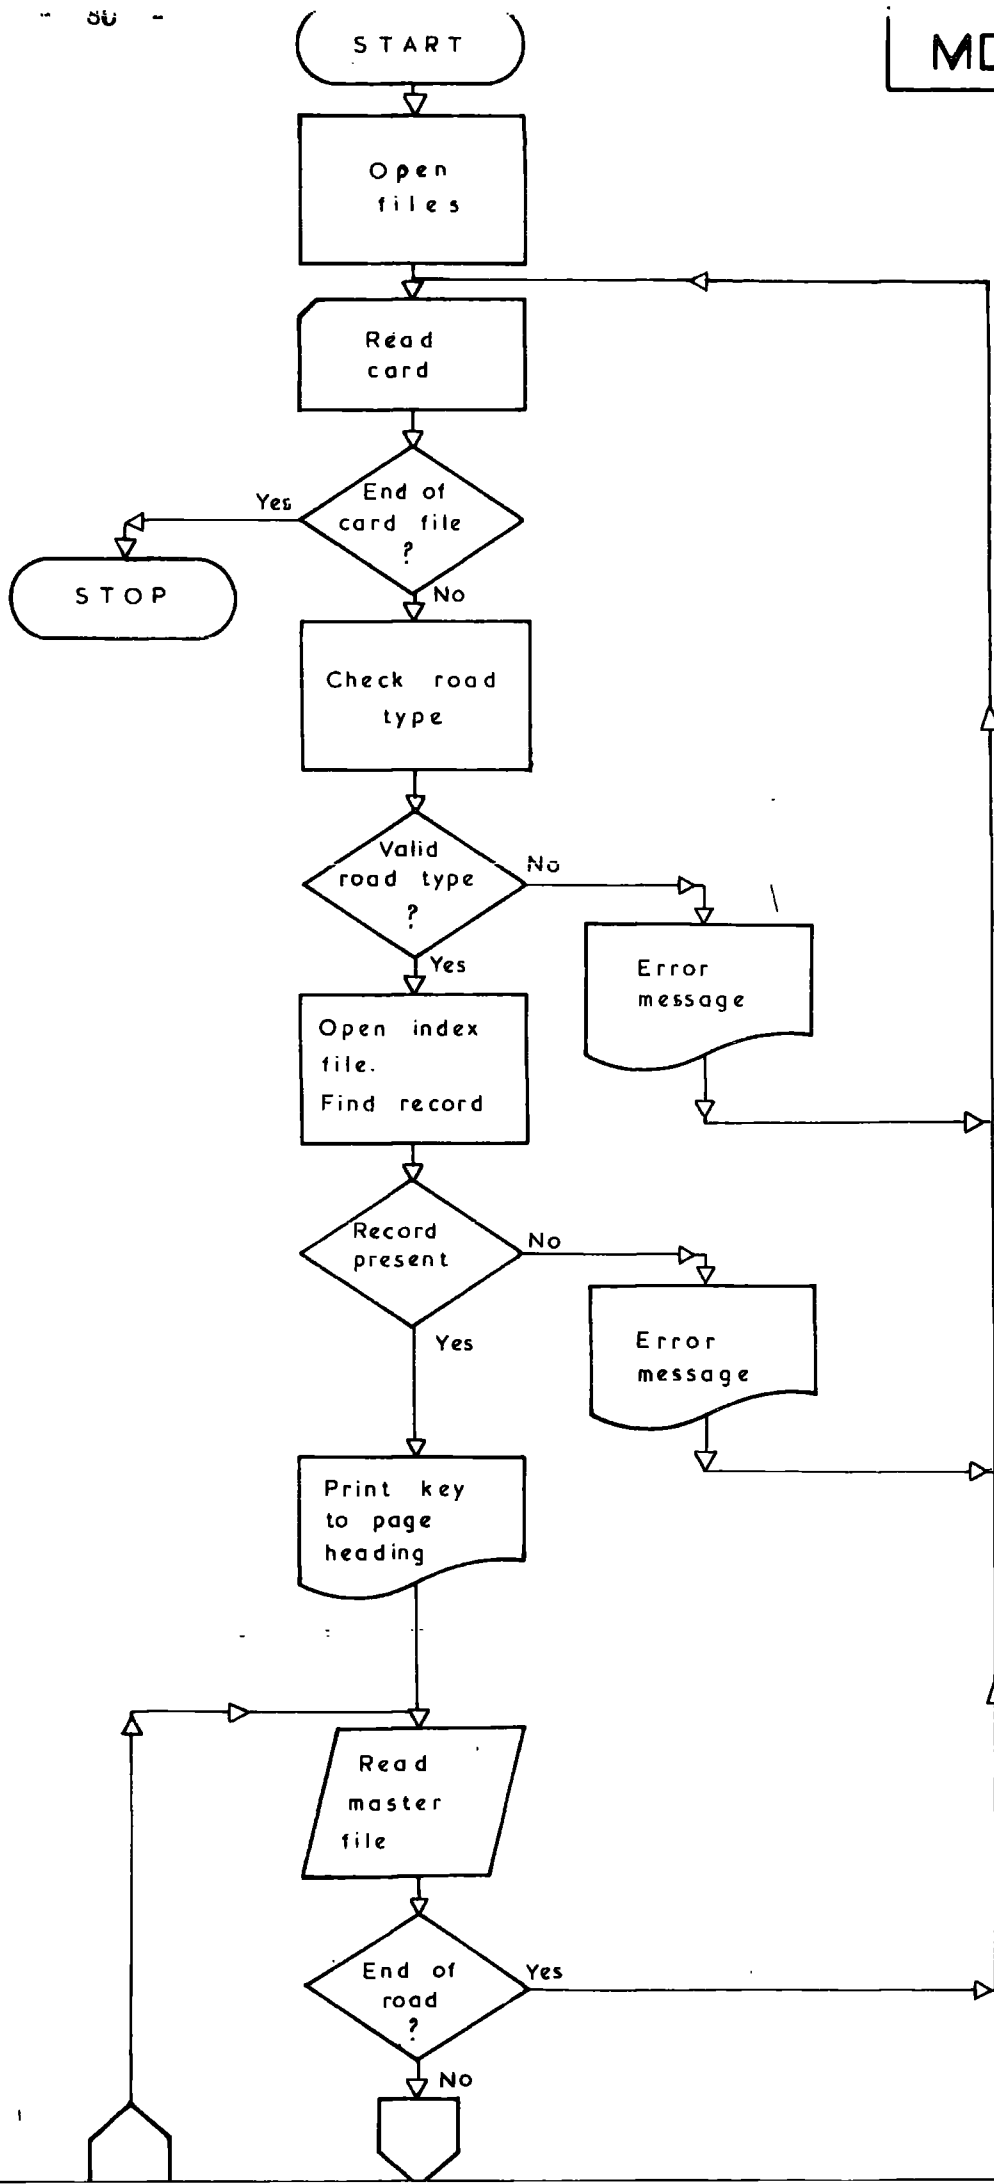 START
MD
Open
files
Read
card
End of
card file
?
Yes
STOP
No
Check road
type
Valid
road type
?
No
Error
message
Yes
Open index
file.
Find record
Record
present
No
Error
message
Yes
Print key
to page
heading
Read
master
file
End of
road
?
Yes
No